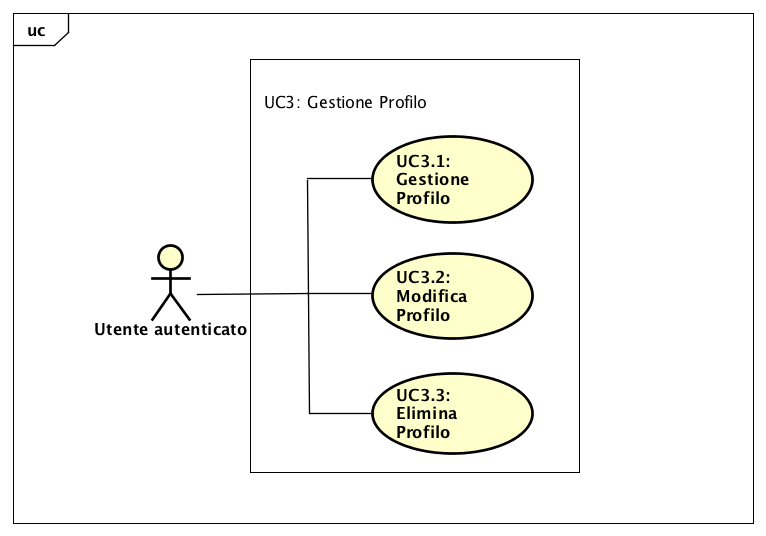 uc
UC3: Gestione Profilo
UC3.1:
Gestione
Profilo
UC3.2:
Modifica
Profilo
Utente autenticato
UC3.3:
Elimina
Profilo